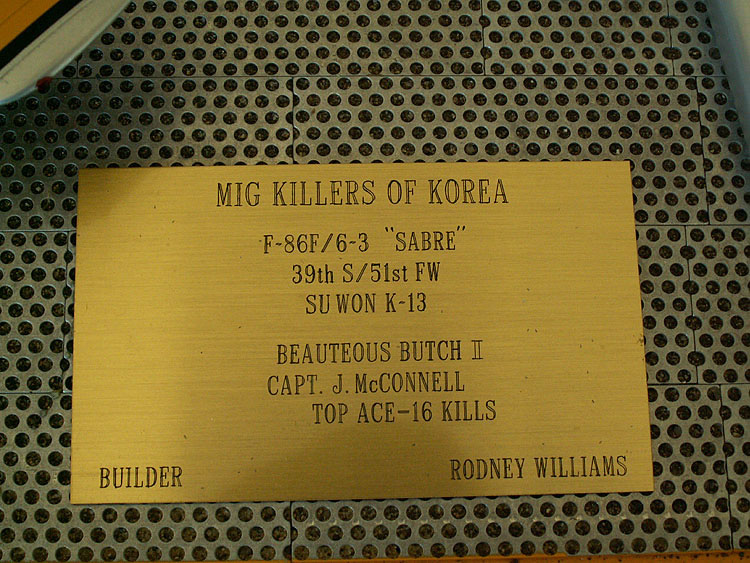 MIG KILLERS OF KOREA
F-86F/6-3 "SABRE"
39th S/51st FW
SU WON K-13
BEAUTEOUS BUTCH II
CAPT. J. McCONNELL
TOP ACE-16 KILLS
BUILDER RODNEY WILLIAMS